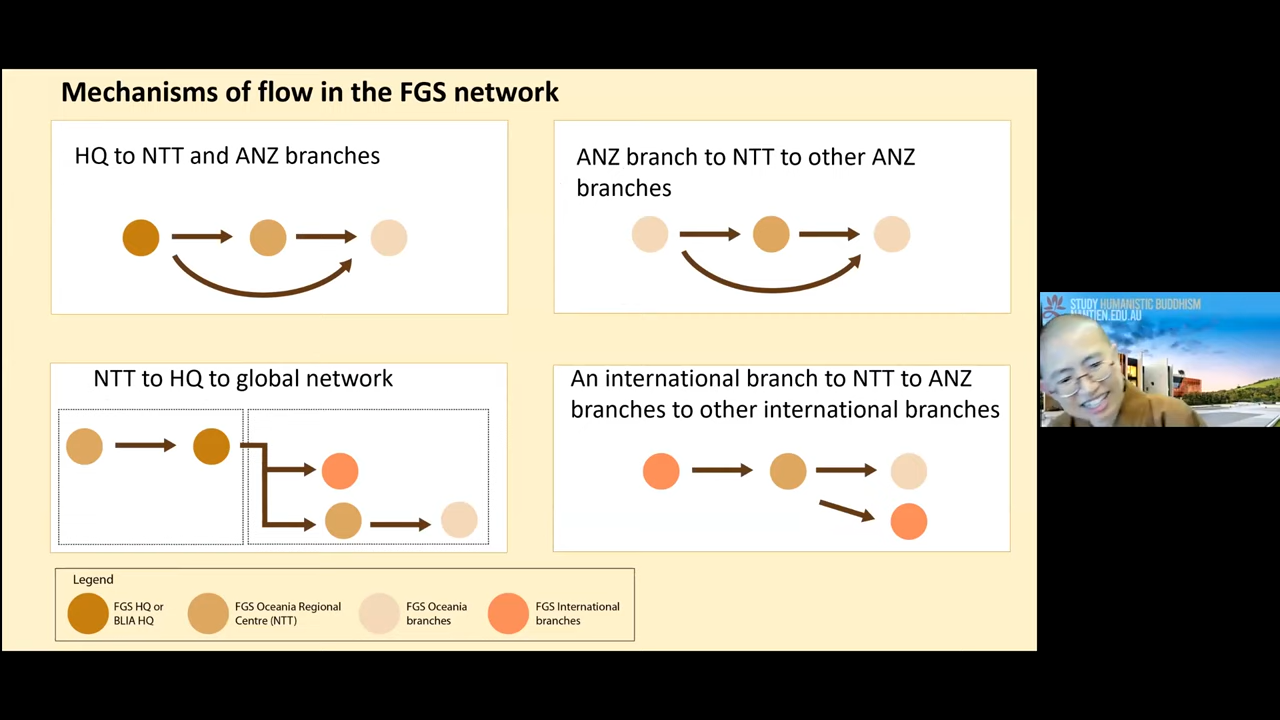 Mechanisms of flow in the FGS network
HQ to NTT and ANZ branches
ANZ branch to NTT to other ANZ
branches
NTT to HQ to global network
An international branch to NTT to ANZ
branches to other international branches
Legend
FGS HQ or
BLIA HQ
FGS Oceania Regional
Centre (NTT)
FGS Oceania
branches
FGS International
branches
STUDY HUMANISTIC BUDDHISM
NANTIEN.EDU.AU